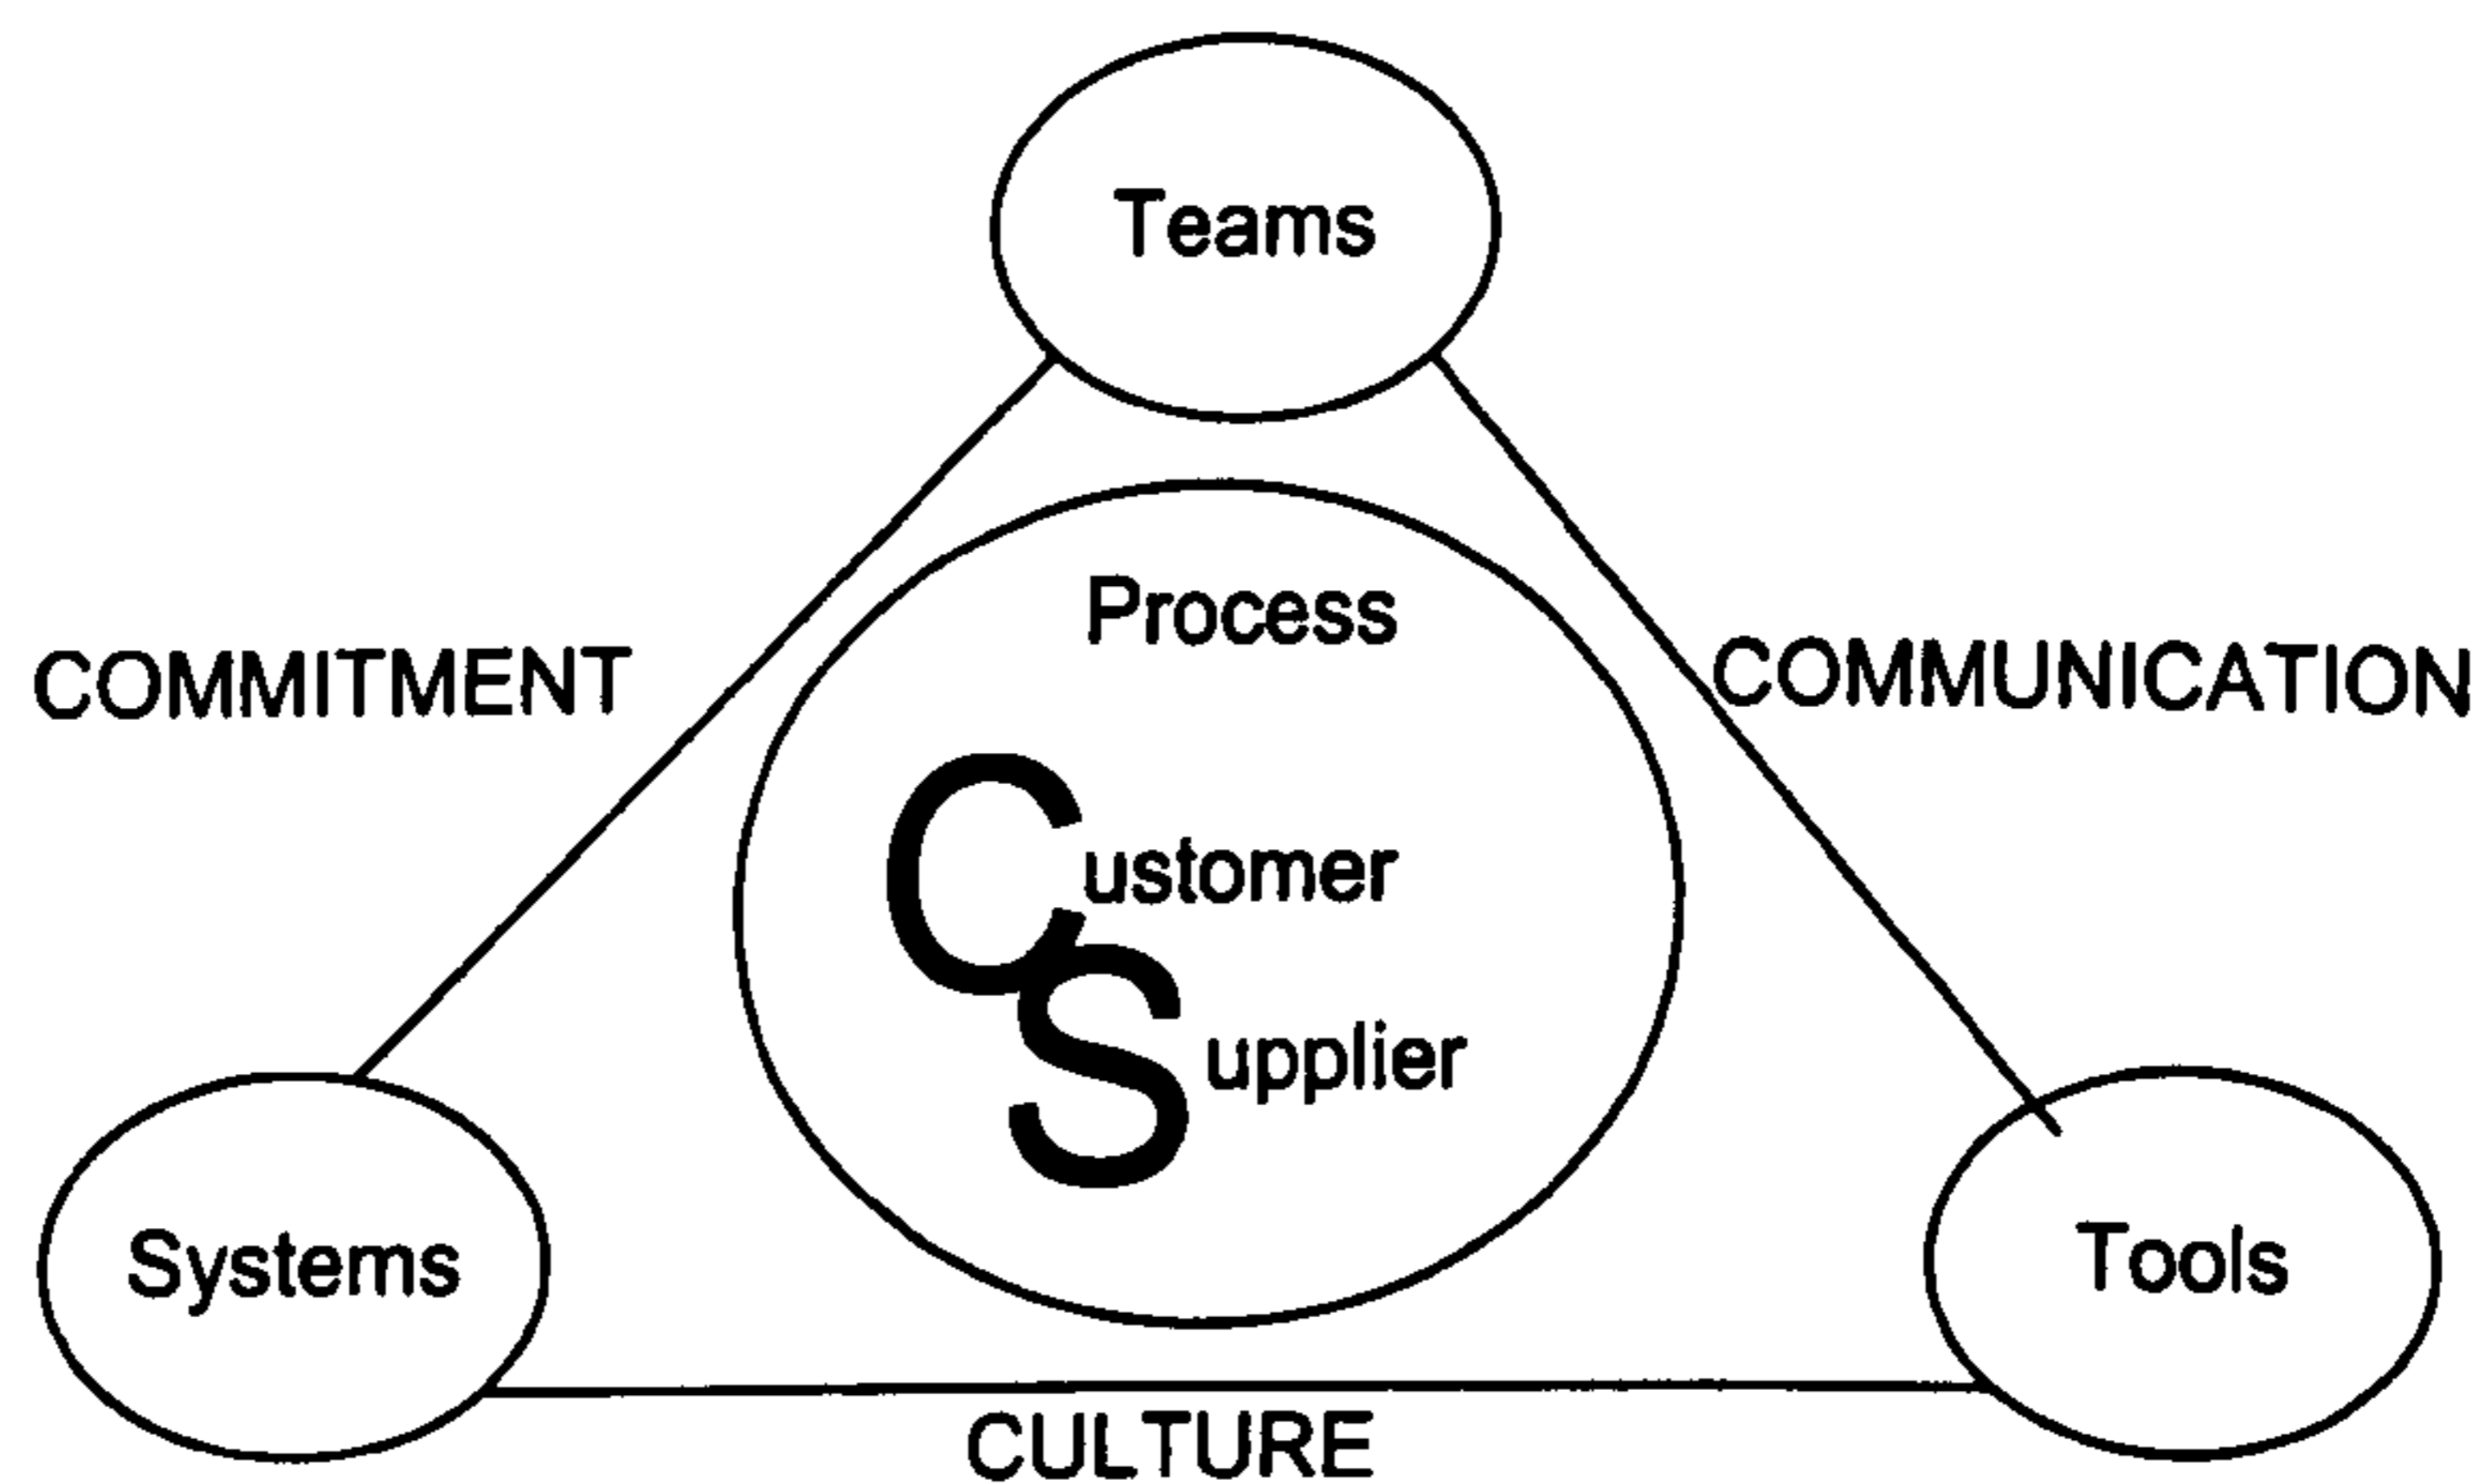 Teams
Process
COMMITMENT
COMMUNICATION
Customer
Supplier
Systems
Tools
CULTURE